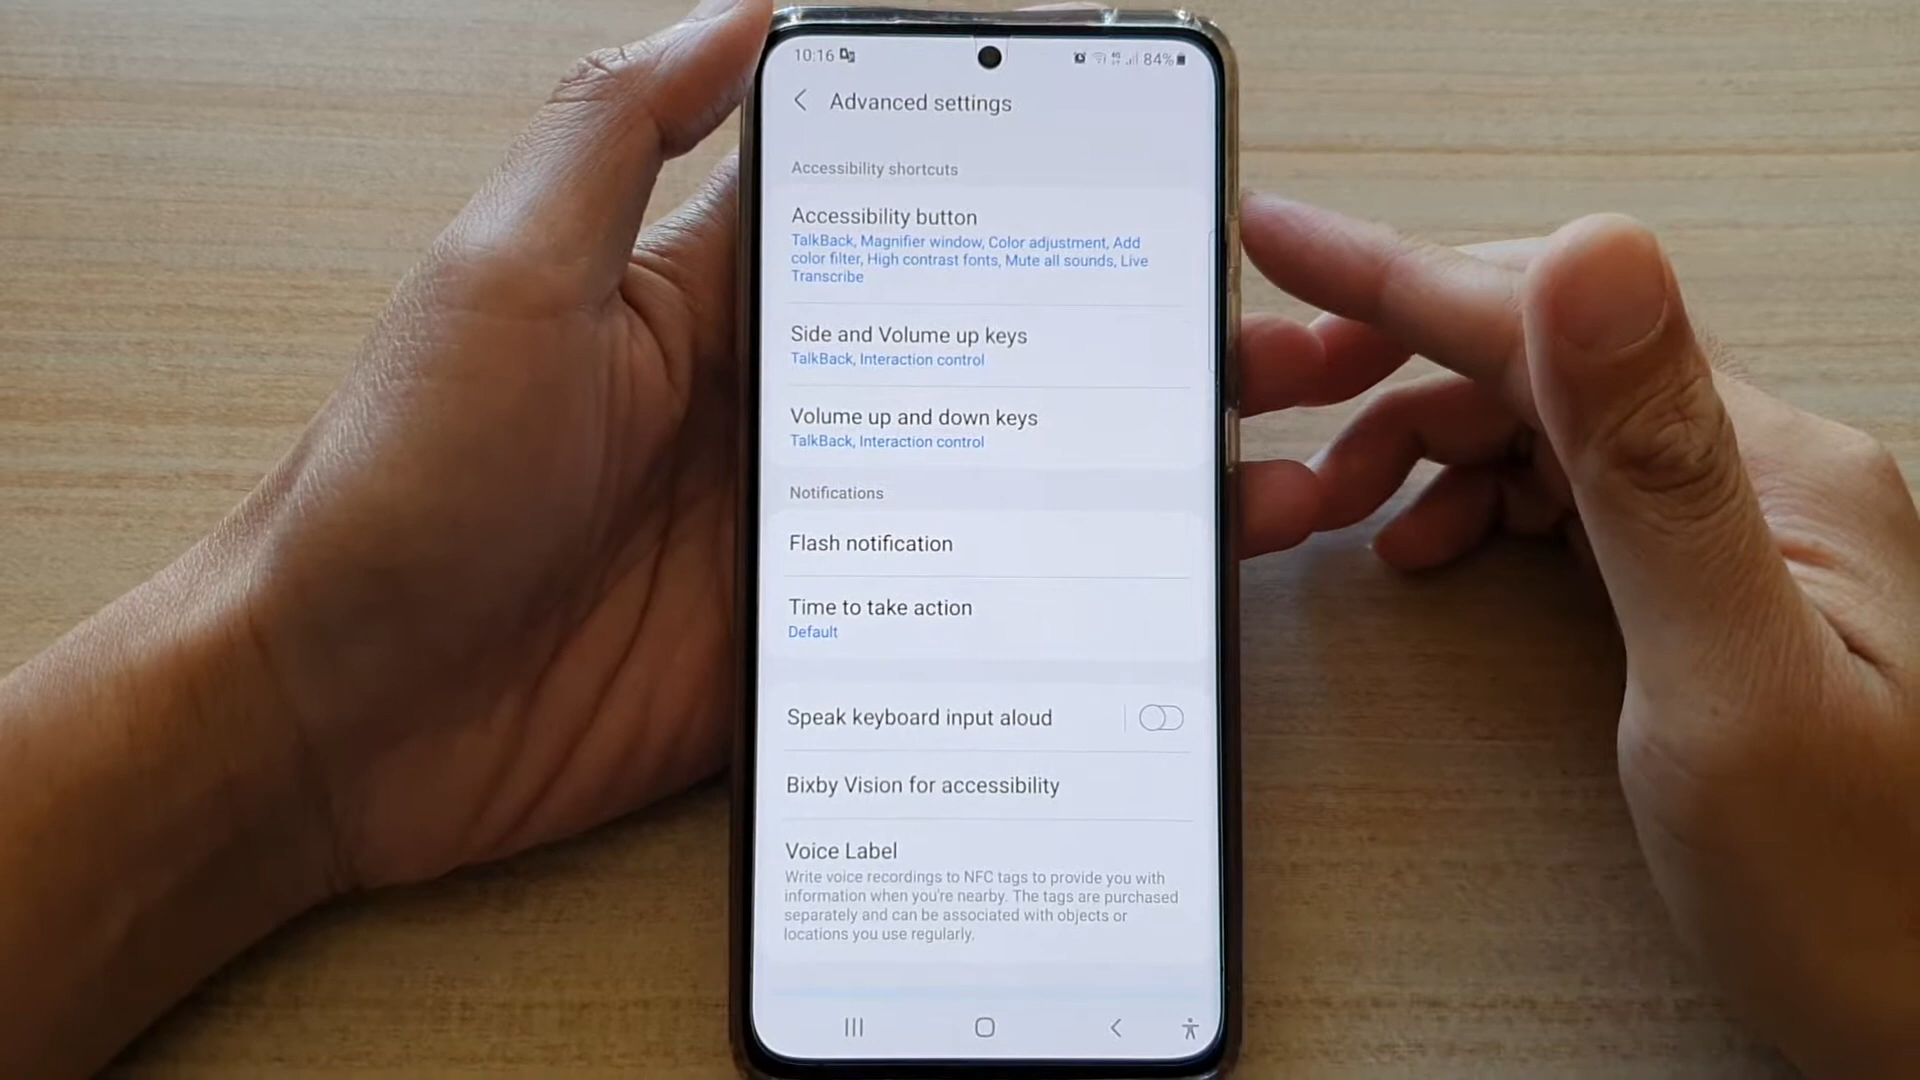 10:16
84%
Advanced settings
Accessibility shortcuts
Accessibility button
TalkBack, Magnifier window, Color adjustment, Add
color filter, High contrast fonts, Mute all sounds, Live
Transcribe
Side and Volume up keys
TalkBack, Interaction control
Volume up and down keys
TalkBack, Interaction control
Notifications
Flash notification
Time to take action
Default
Speak keyboard input aloud
Bixby Vision for accessibility
Voice Label
Write voice recordings to NFC tags to provide you with
information when you're nearby. The tags are purchased
separately and can be associated with objects or
locations you use regularly.